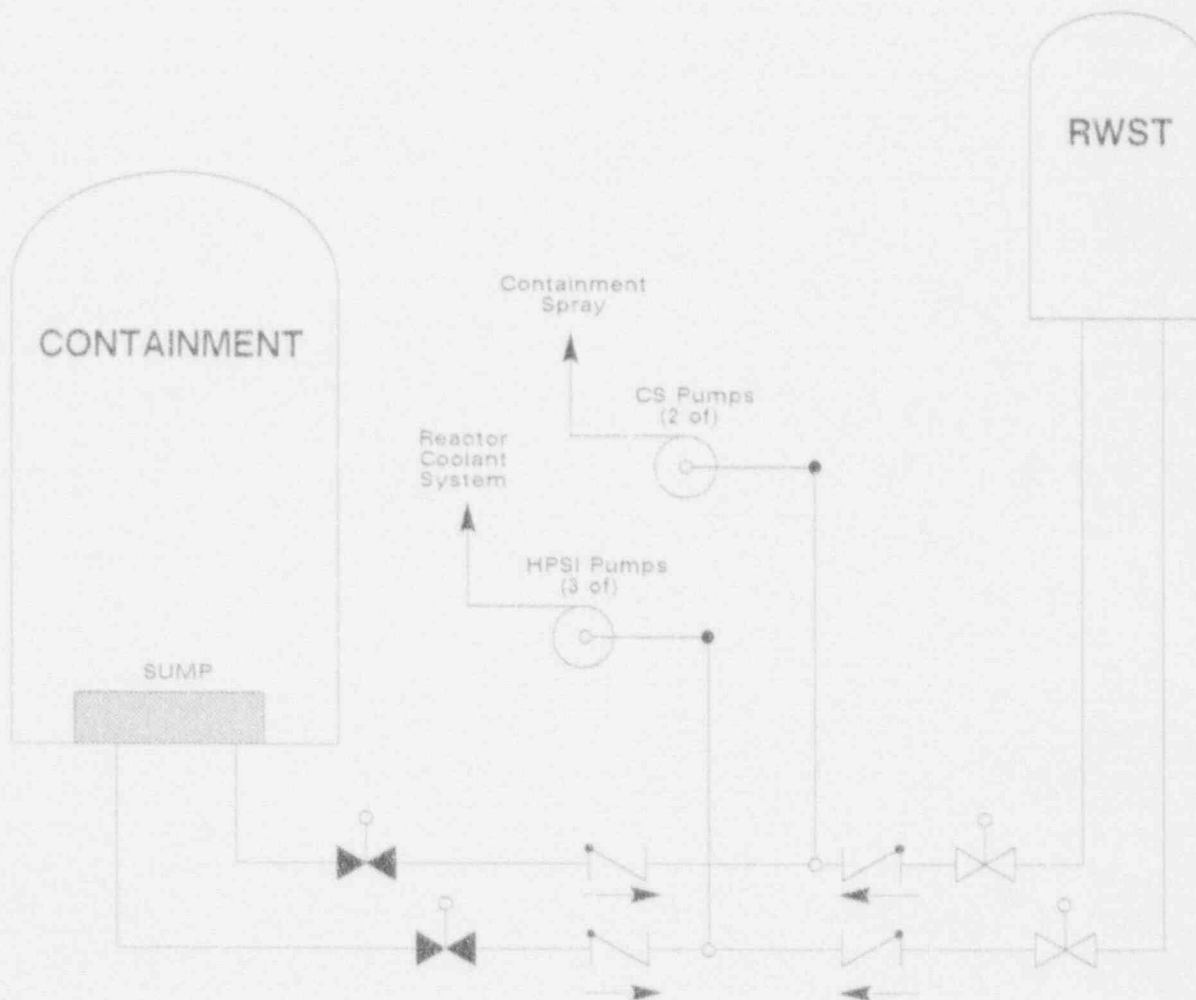 RWST
CONTAINMENT
Containment
Spray
CS Pumps
(2 of)
Reactor
Coolant
System
HPSI Pumps
(3 of)
SUMP